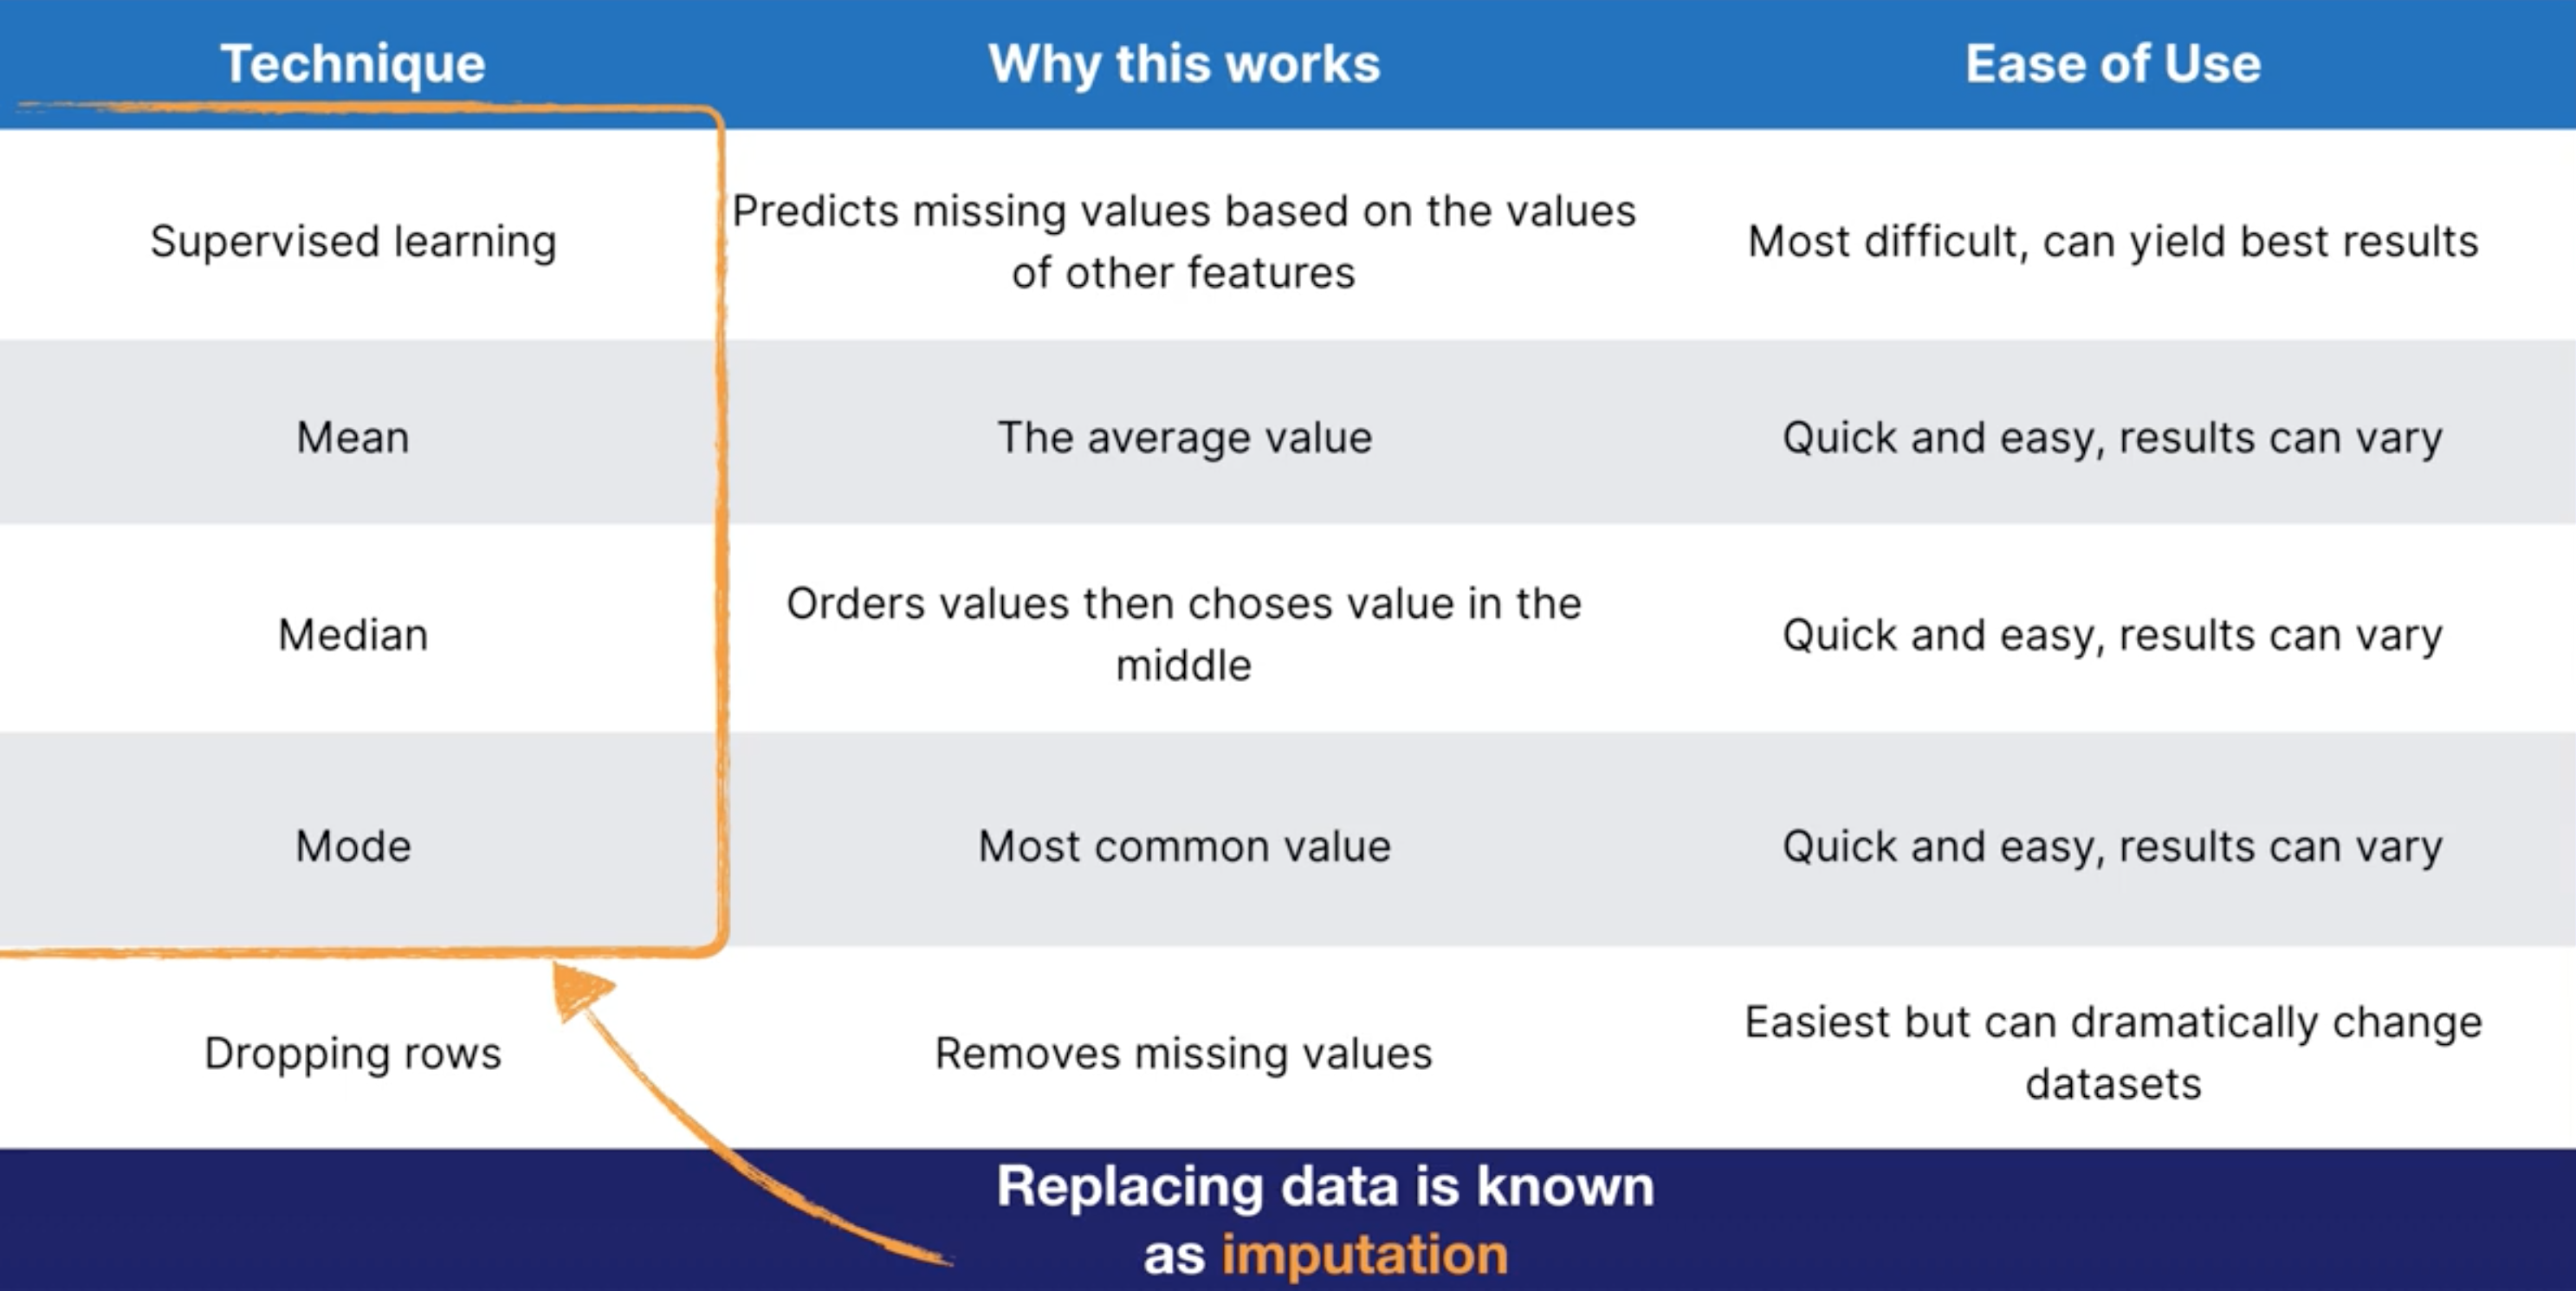 Technique Why this works Ease of Use
Supervised learning
Predicts missing values based on the values
of other features
Most difficult, can yield best results
Mean The average value Quick and easy, results can vary
Median
Orders values then choses value in the
middle
Quick and easy, results can vary
Mode Most common value Quick and easy, results can vary
Dropping rows
Removes missing values
Easiest but can dramatically change
datasets
Replacing data is known
as imputation